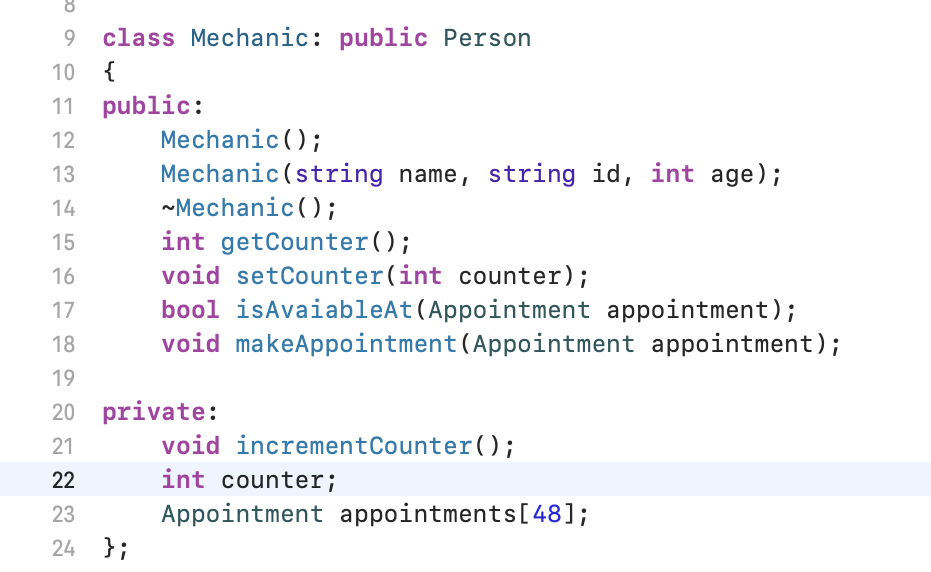 8
9 class Mechanic: public Person
10 {
11 public:
12     Mechanic();
13     Mechanic(string name, string id, int age);
14     ~Mechanic();
15     int getCounter();
16     void setCounter(int counter);
17     bool isAvaiableAt(Appointment appointment);
18     void makeAppointment(Appointment appointment);
19
20 private:
21     void incrementCounter();
22     int counter;
23     Appointment appointments[48];
24 };